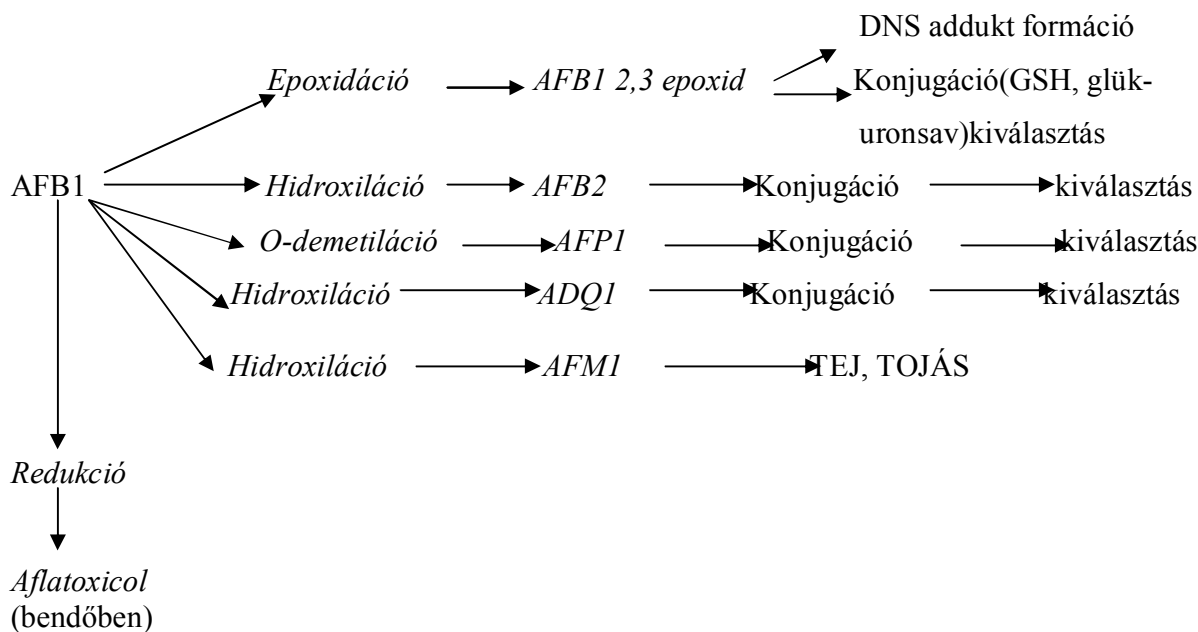 DNS addukt formáció
Epoxidáció AFB1 2,3 epoxid Konjugáció(GSH, glük-
uronsav)kiválasztás
AFB1 Hidroxiláció AFB2 Konjugáció kiválasztás
O-demetiláció AFP1 Konjugáció kiválasztás
Hidroxiláció ADQ1 Konjugáció kiválasztás
Hidroxiláció AFM1 TEJ, TOJÁS
Redukció
Aflatoxicol
(bendőben)